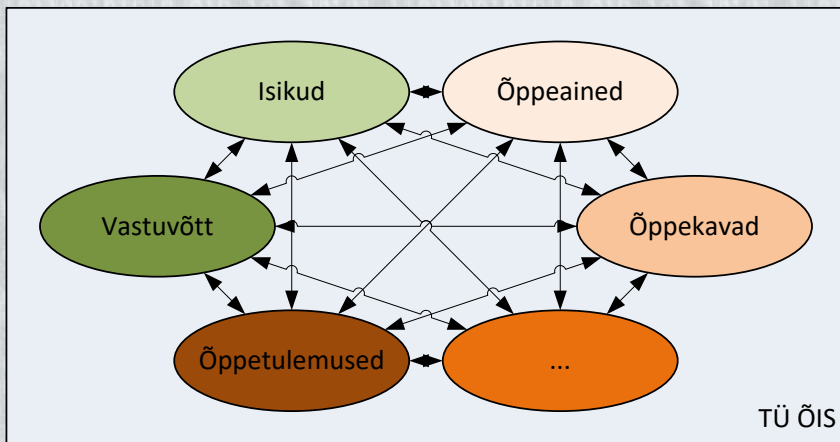 Isikud
Õppeained
Vastuvõtt
Õppekavad
Õppetulemused
...
TÜ ÕIS